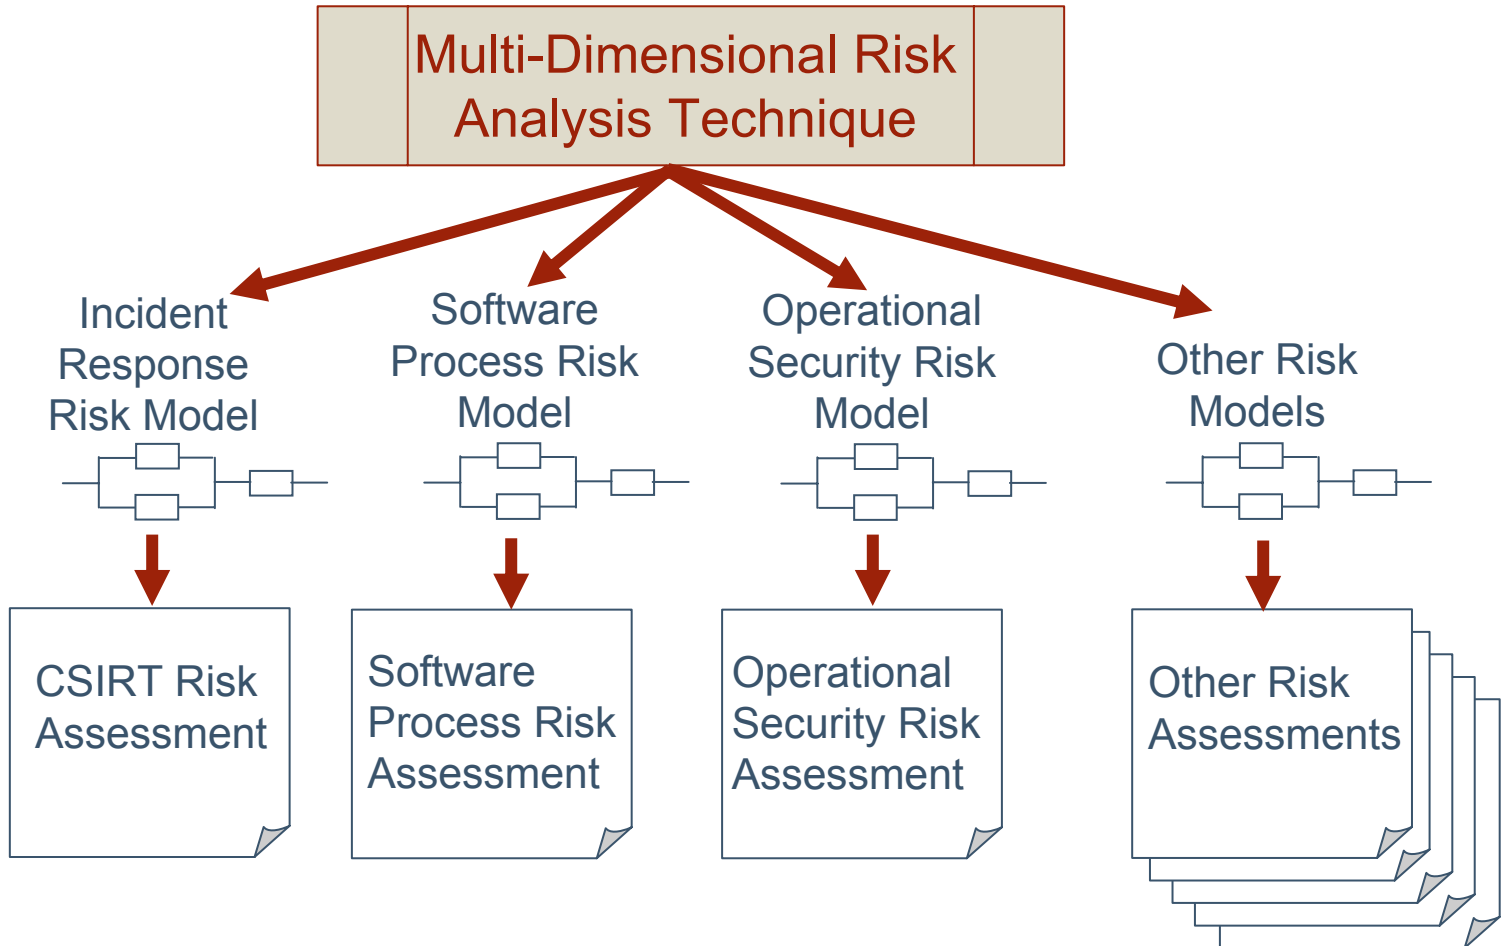 Multi-Dimensional Risk
Analysis Technique
Incident
Response
Risk Model
Software
Process Risk
Model
Operational
Security Risk
Model
Other Risk
Models
CSIRT Risk
Assessment
Software
Process Risk
Assessment
Operational
Security Risk
Assessment
Other Risk
Assessments